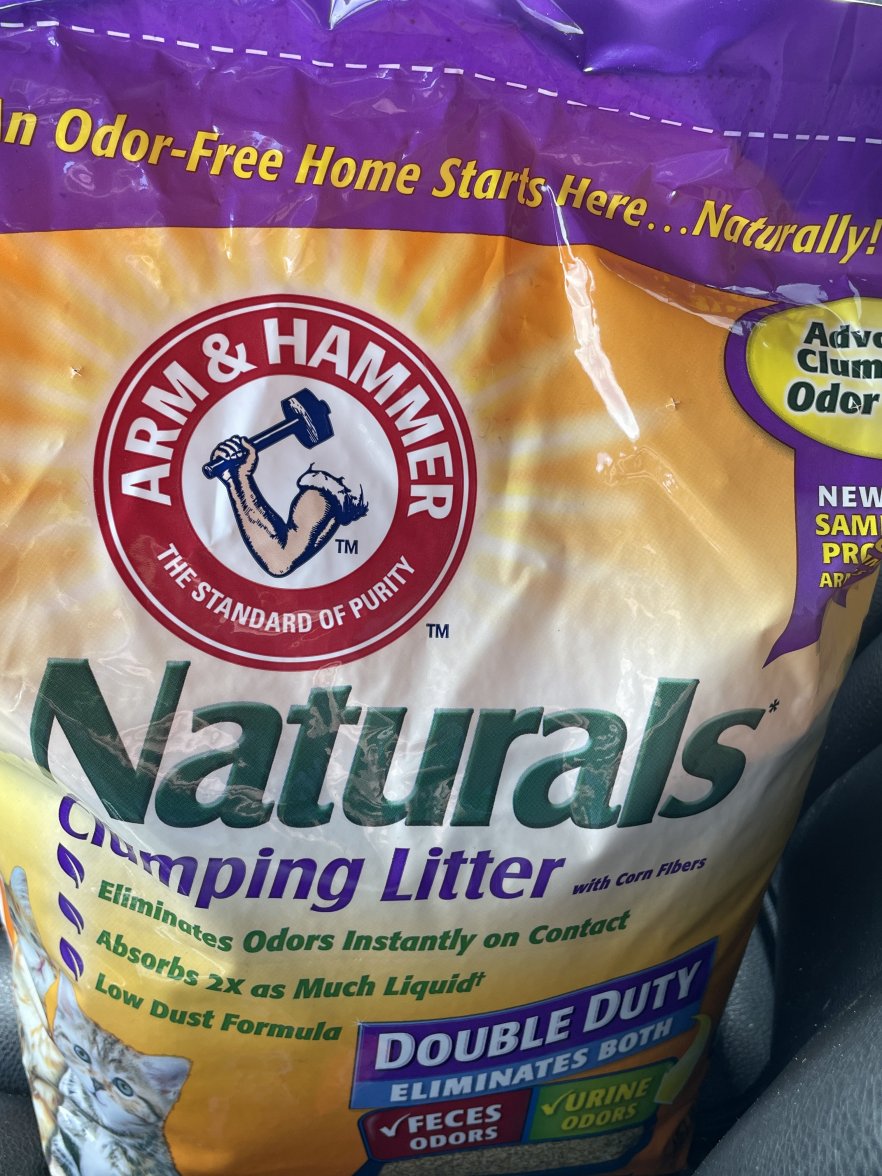 An Odor-Free Home Starts Here...Naturally!
ARM & HAMMER
TM
THE STANDARD OF PURITY
TM
Clum
Odor
NEW
Naturals*
Clumping Litter with Corn Fibers
Eliminates Odors Instantly on Contact
Absorbs 2X as Much Liquid†
Low Dust Formula
DOUBLE DUTY
ELIMINATES BOTH
✓FECES
ODORS
✓URINE
ODORS